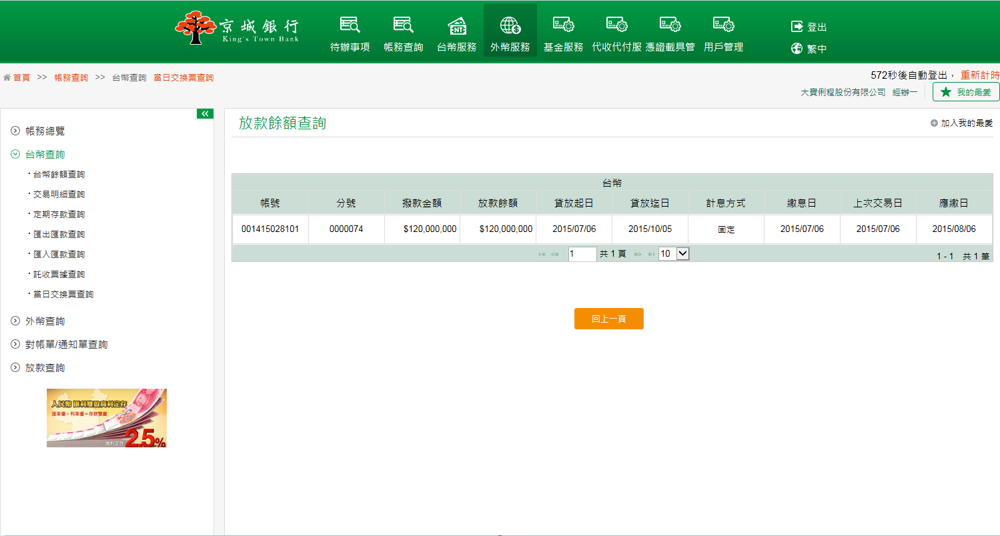 京城銀行
King's Town Bank
待辦事項 帳務查詢 台幣服務 外幣服務 基金服務 代收代付服 憑證載具管 用戶管理
NT
登出
繁中
首頁 >> 帳務查詢 >> 台幣查詢 當日交換票查詢
572秒後自動登出， 重新計時
大寶俐程股份有限公司 經辦一 我的最愛
帳務總覽
台幣查詢
台幣餘額查詢
交易明細查詢
定期存款查詢
匯出匯款查詢
匯入匯款查詢
託收票據查詢
當日交換票查詢
外幣查詢
對帳單/通知單查詢
放款查詢
人民幣 匯利雙盈高利定存
匯率優+利率優=存款雙贏
高利定存 2.5%
放款餘額查詢
加入我的最愛
台幣
帳號 分號 撥款金額 放款餘額 貸放起日 貸放迄日 計息方式 繳息日 上次交易日 應繳日
001415028101 0000074 $120,000,000 $120,000,000 2015/07/06 2015/10/05 固定 2015/07/06 2015/07/06 2015/08/06
1 共 1 頁 10 1 - 1 共 1 筆
回上一頁